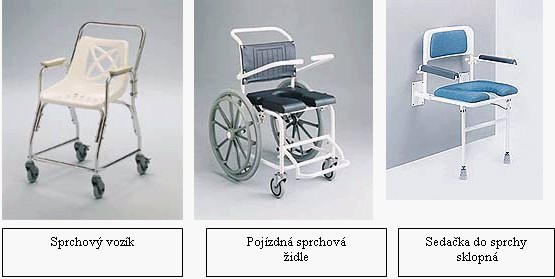 Sprchový vozík
Pojízdná sprchová
židle
Sedačka do sprchy
sklopná